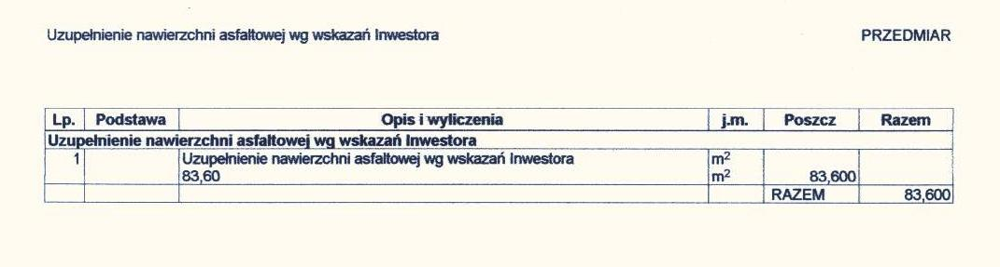 Uzupełnienie nawierzchni asfaltowej wg wskazań Inwestora PRZEDMIAR
Lp. Podstawa Opis i wyliczenia j.m. Poszcz Razem
Uzupełnienie nawierzchni asfaltowej wg wskazań Inwestora
1 Uzupełnienie nawierzchni asfaltowej wg wskazań Inwestora m²
83,60 m² 83,600
RAZEM 83,600